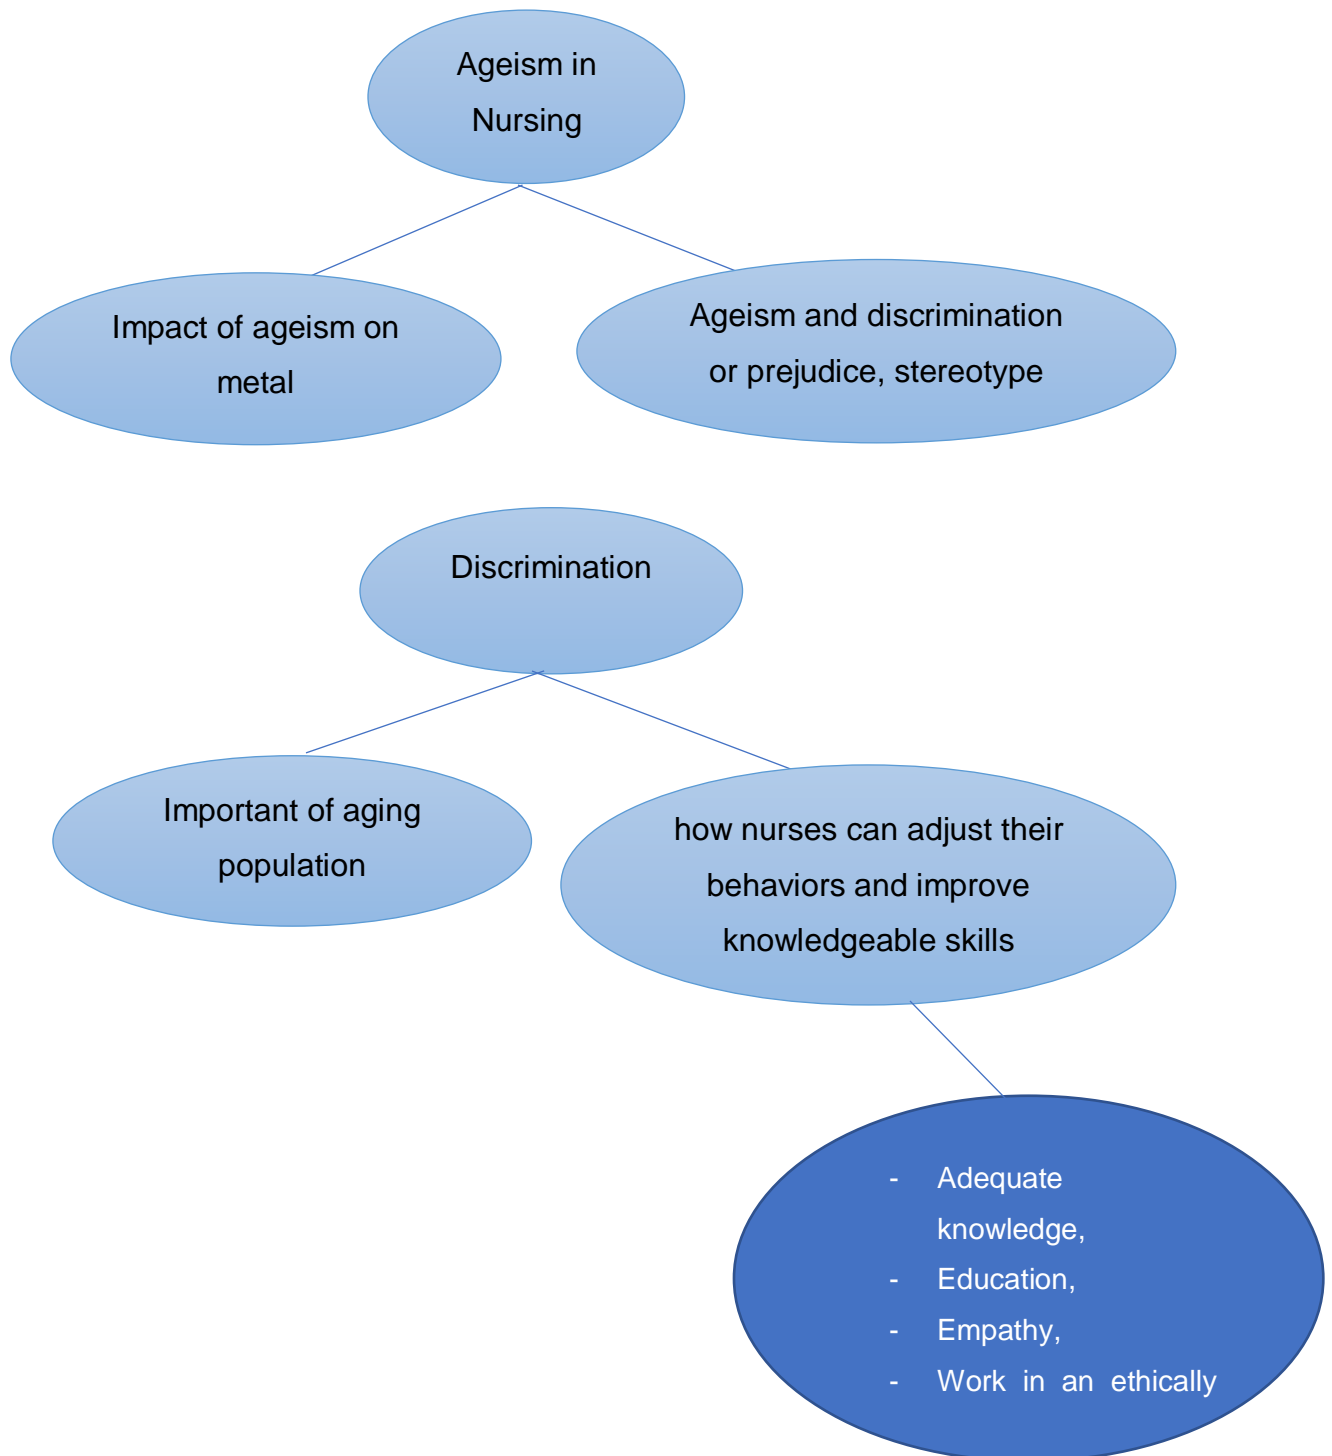 Ageism in
Nursing
Impact of ageism on
metal
Ageism and discrimination
or prejudice, stereotype
Discrimination
Important of aging
population
how nurses can adjust their
behaviors and improve
knowledgeable skills
- Adequate
knowledge,
- Education,
- Empathy,
- Work in an ethically